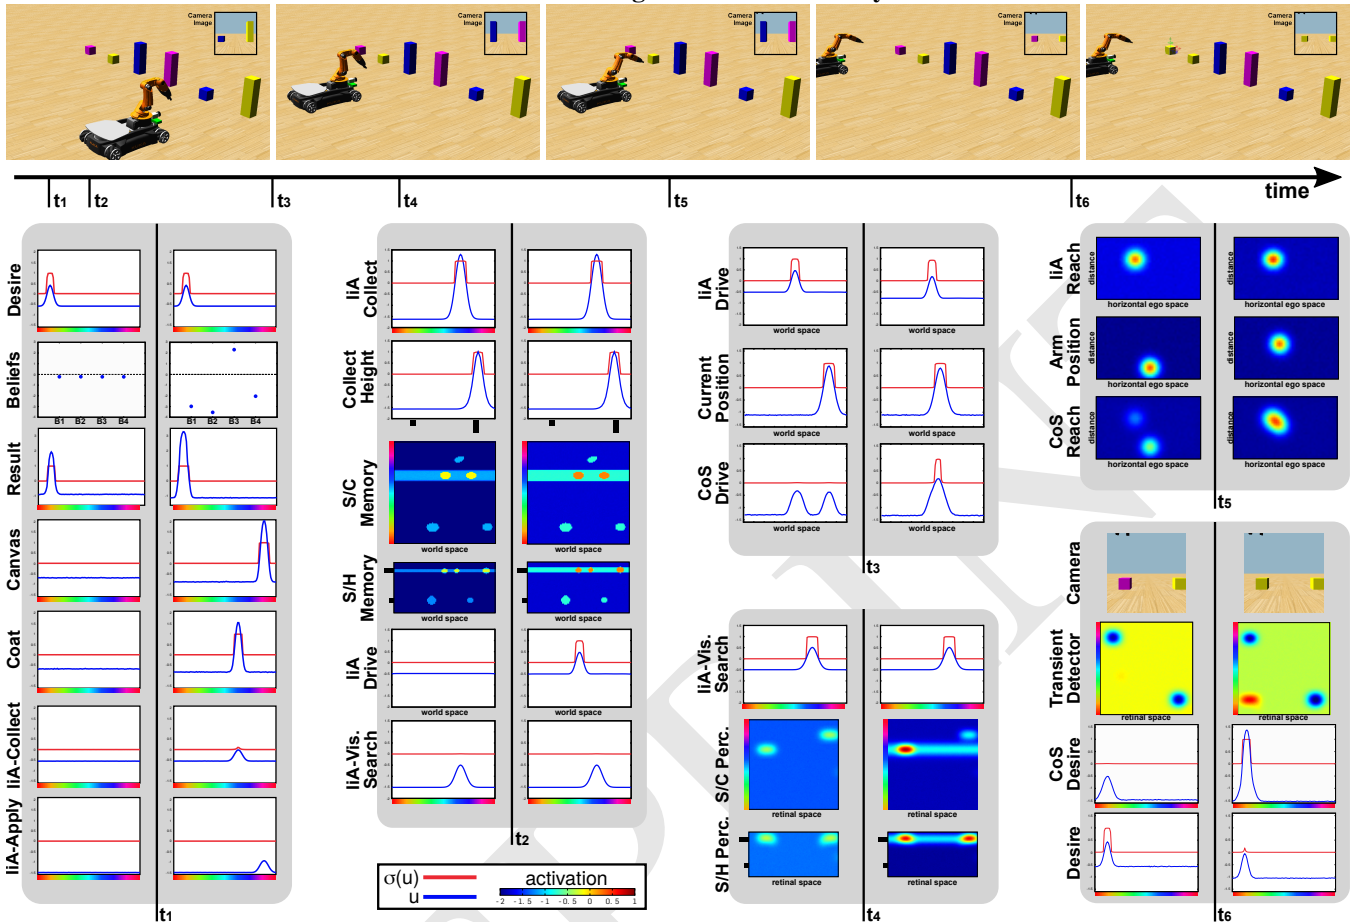 Camera Image
Camera Image
Camera Image
Camera Image
Camera Image
time
t1
t2
t3
t4
t5
t6
Desire
Beliefs
B1 B2 B3 B4
B1 B2 B3 B4
Result
Canvas
Coat
IiA-Collect
IiA-Apply
t1
IiA Collect
Collect Height
S/C Memory
world space
world space
S/H Memory
world space
world space
IiA Drive
world space
world space
IiA-Vis. Search
t2
σ(u)
u
activation
-2 -1.5 -1 -0.5 0 0.5 1
IiA Drive
world space
world space
Current Position
world space
world space
CoS Drive
world space
world space
t3
IiA-Vis. Search
S/C Perc.
retinal space
retinal space
S/H Perc.
retinal space
retinal space
t4
IiA Reach
distance
horizontal ego space
distance
horizontal ego space
Arm Position
distance
horizontal ego space
distance
horizontal ego space
CoS Reach
distance
horizontal ego space
distance
horizontal ego space
t5
Camera
Transient Detector
retinal space
retinal space
CoS Desire
Desire
t6